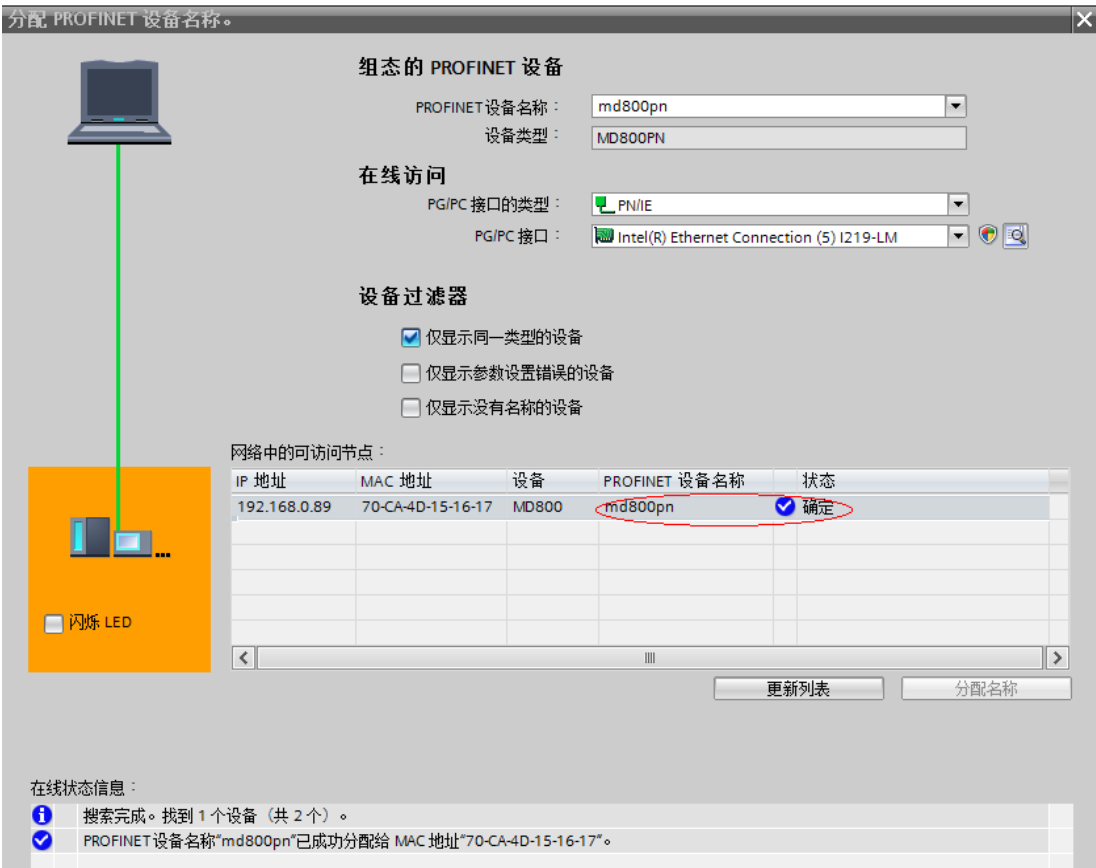 分配 PROFINET 设备名称。
组态的 PROFINET 设备
PROFINET设备名称: md800pn
设备类型: MD800PN
在线访问
PG/PC 接口的类型: PN/IE
PG/PC 接口: Intel(R) Ethernet Connection (5) I219-LM
设备过滤器
仅显示同一类型的设备
仅显示参数设置错误的设备
仅显示没有名称的设备
网络中的可访问节点:
IP 地址 MAC 地址 设备 PROFINET 设备名称 状态
192.168.0.89 70-CA-4D-15-16-17 MD800 md800pn 确定
闪烁 LED
更新列表 分配名称
在线状态信息:
搜索完成。找到 1 个设备（共 2 个）。
PROFINET设备名称“md800pn”已成功分配给 MAC 地址“70-CA-4D-15-16-17”。